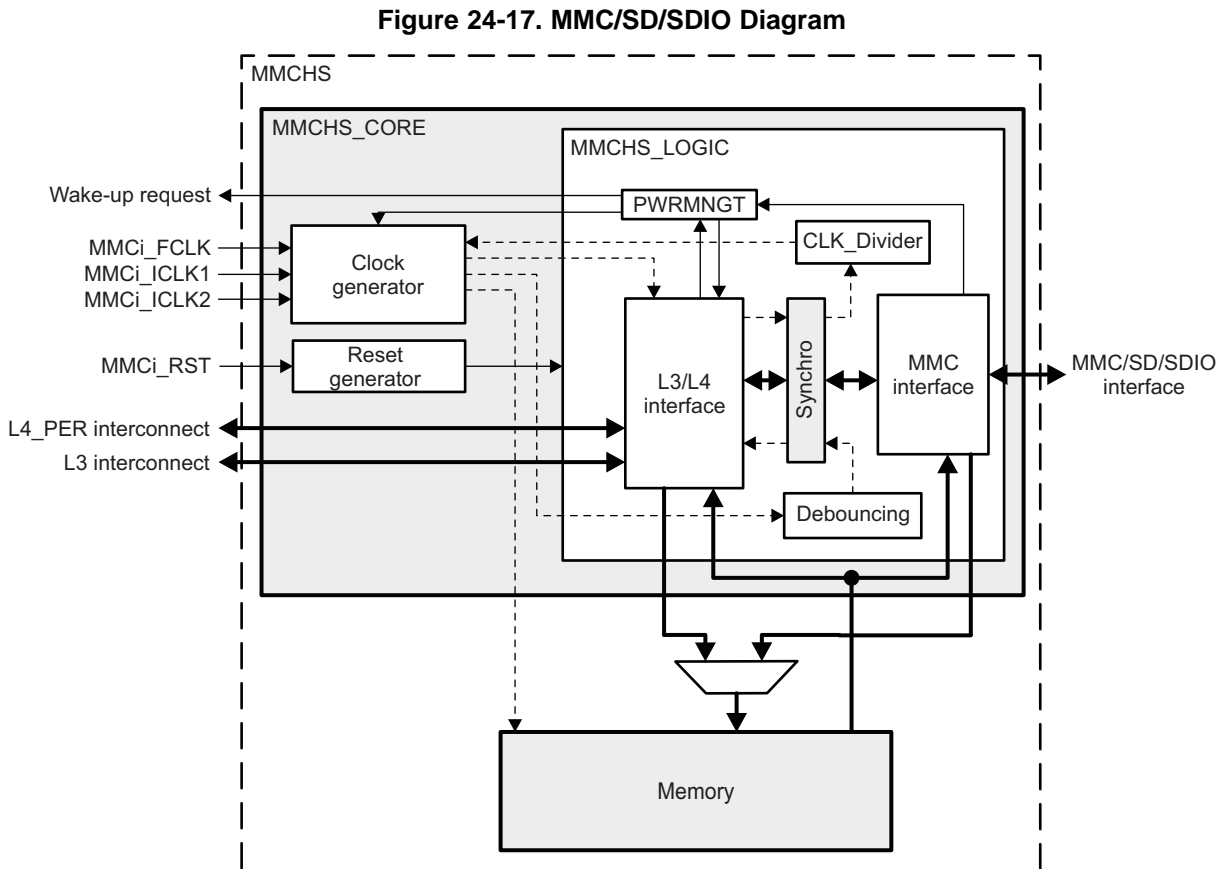 Figure 24-17. MMC/SD/SDIO Diagram
MMCHS
MMCHS_CORE
MMCHS_LOGIC
Wake-up request
PWRMNGT
MMCi_FCLK
MMCi_ICLK1
MMCi_ICLK2
Clock
generator
CLK_Divider
MMCi_RST
Reset
generator
L3/L4
interface
Synchro
MMC
interface
MMC/SD/SDIO
interface
L4_PER interconnect
L3 interconnect
Debouncing
Memory